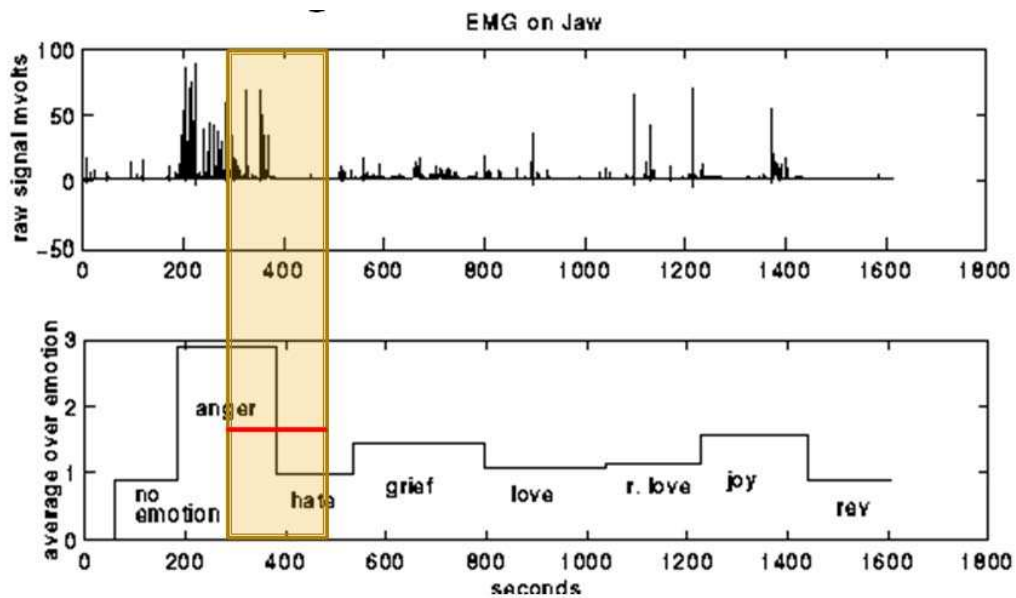 EMG on Jaw
raw signal mvolts
100
50
0
-50
0 200 400 600 800 1000 1200 1400 1600 1800
average over emotion
3
2
1
0
anger
no
emotion
hate
grief
love
r. love
joy
rev
0 200 400 600 800 1000 1200 1400 1600 1800
seconds